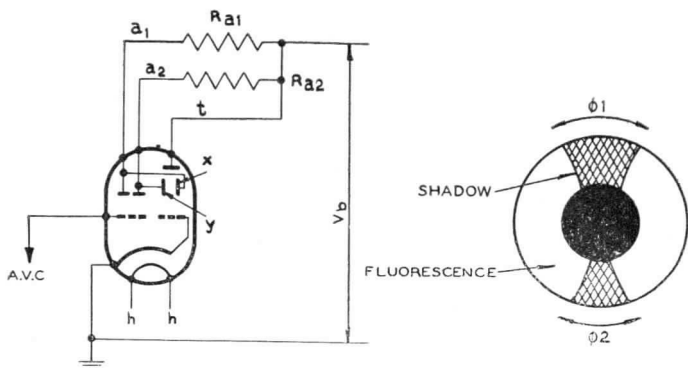 a1
Ra1
a2
Ra2
t
x
y
Vb
A.V.C
h h
φ1
SHADOW
FLUORESCENCE
φ2